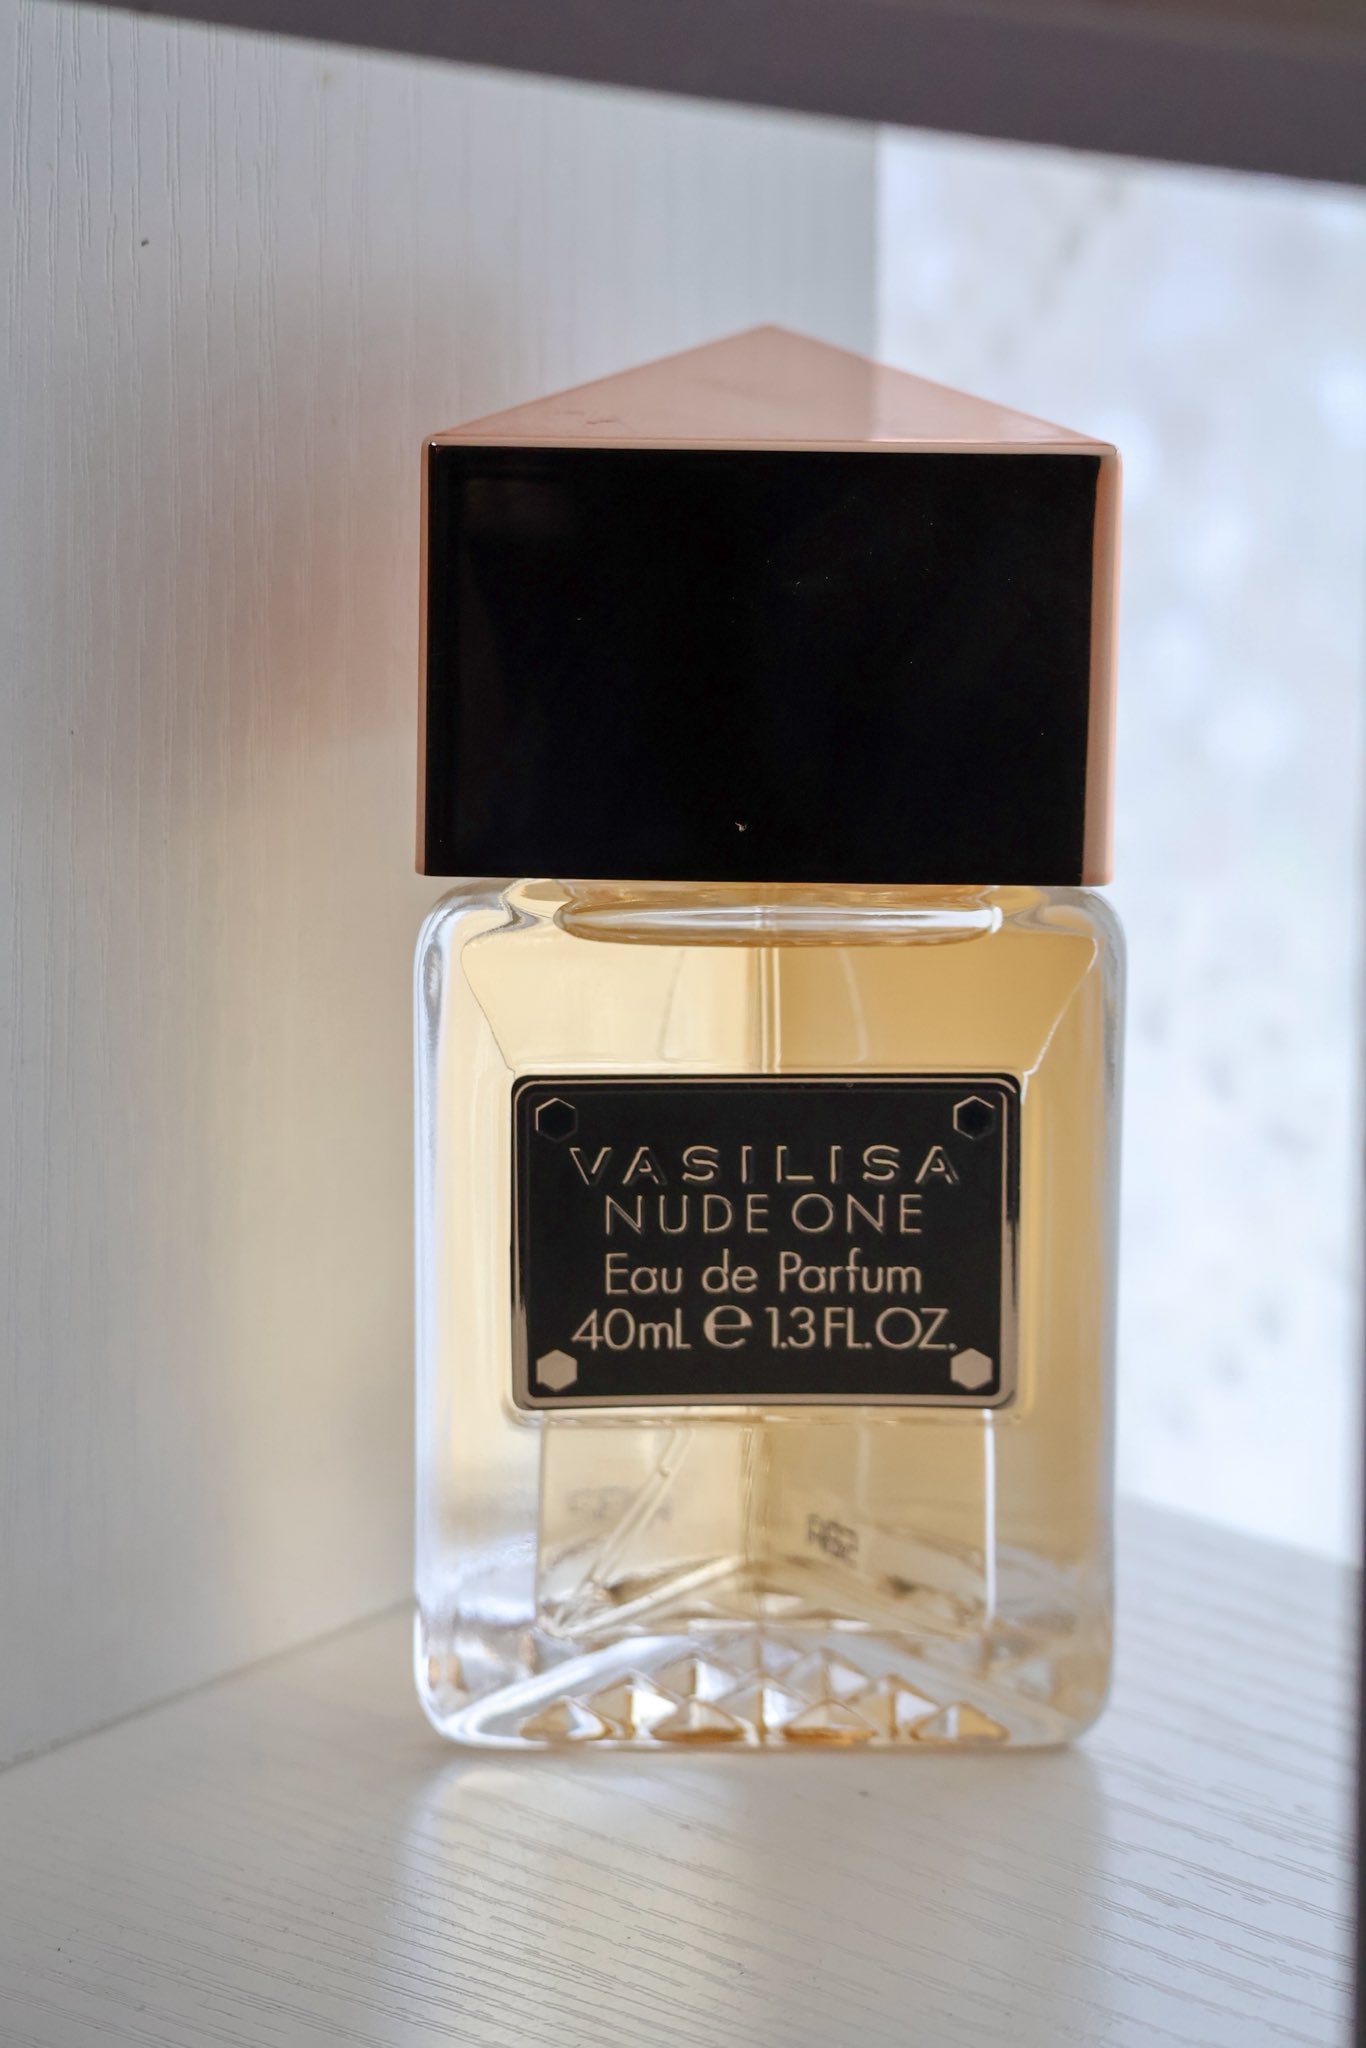 VASILISA
NUDE ONE
Eau de Parfum
40mL ℮ 1.3FL.OZ.